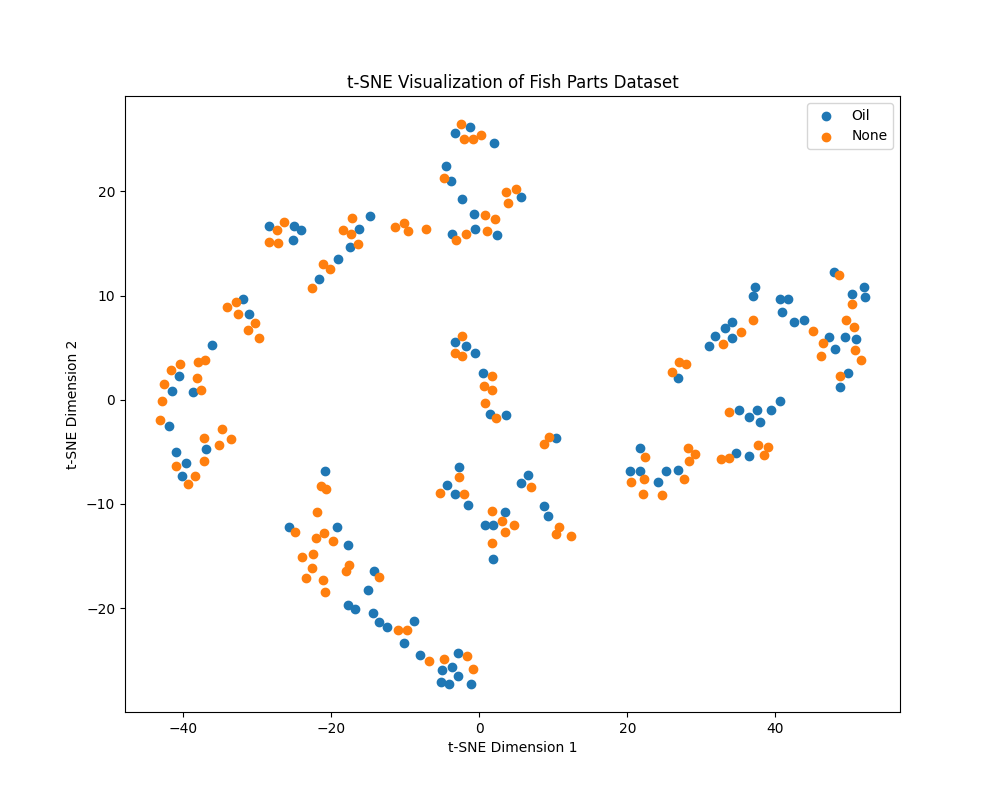 t-SNE Visualization of Fish Parts Dataset
Oil
None
20
10
0
−10
−20
t-SNE Dimension 2
−40
−20
0
20
40
t-SNE Dimension 1